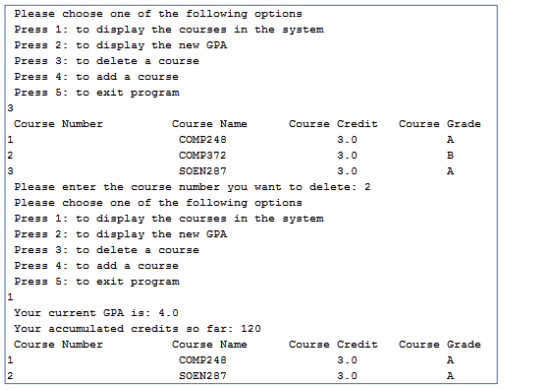 Please choose one of the following options
Press 1: to display the courses in the system
Press 2: to display the new GPA
Press 3: to delete a course
Press 4: to add a course
Press 5: to exit program
3
Course Number Course Name Course Credit Course Grade
1 COMP248 3.0 A
2 COMP372 3.0 B
3 SOEN287 3.0 A
Please enter the course number you want to delete: 2
Please choose one of the following options
Press 1: to display the courses in the system
Press 2: to display the new GPA
Press 3: to delete a course
Press 4: to add a course
Press 5: to exit program
1
Your current GPA is: 4.0
Your accumulated credits so far: 120
Course Number Course Name Course Credit Course Grade
1 COMP248 3.0 A
2 SOEN287 3.0 A